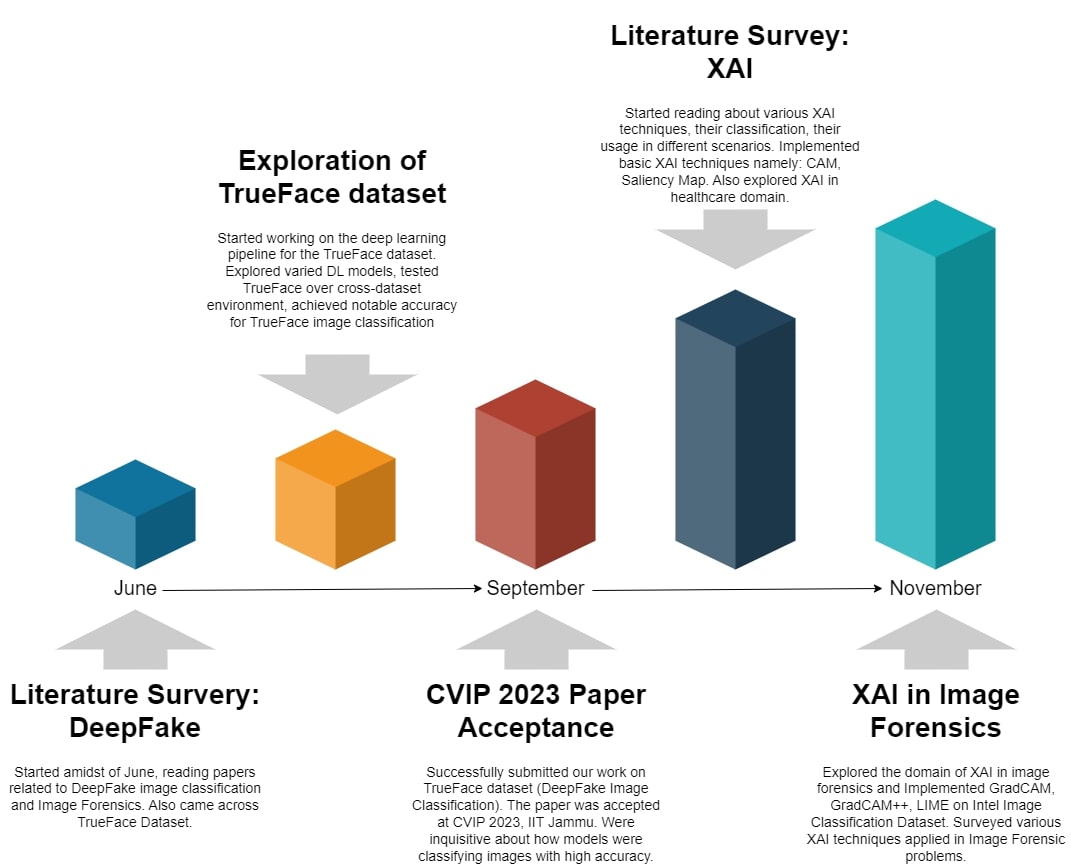 Literature Survey:
XAI
Started reading about various XAI
techniques, their classification, their
usage in different scenarios. Implemented
basic XAI techniques namely: CAM,
Saliency Map. Also explored XAI in
healthcare domain.
Exploration of
TrueFace dataset
Started working on the deep learning
pipeline for the TrueFace dataset.
Explored varied DL models, tested
TrueFace over cross-dataset
environment, achieved notable accuracy
for TrueFace image classification
June
September
November
Literature Survery:
DeepFake
Started amidst of June, reading papers
related to DeepFake image classification
and Image Forensics. Also came across
TrueFace Dataset.
CVIP 2023 Paper
Acceptance
Successfully submitted our work on
TrueFace dataset (DeepFake Image
Classification). The paper was accepted
at CVIP 2023, IIT Jammu. Were
inquisitive about how models were
classifying images with high accuracy.
XAI in Image
Forensics
Explored the domain of XAI in image
forensics and Implemented GradCAM,
GradCAM++, LIME on Intel Image
Classification Dataset. Surveyed various
XAI techniques applied in Image Forensic
problems.